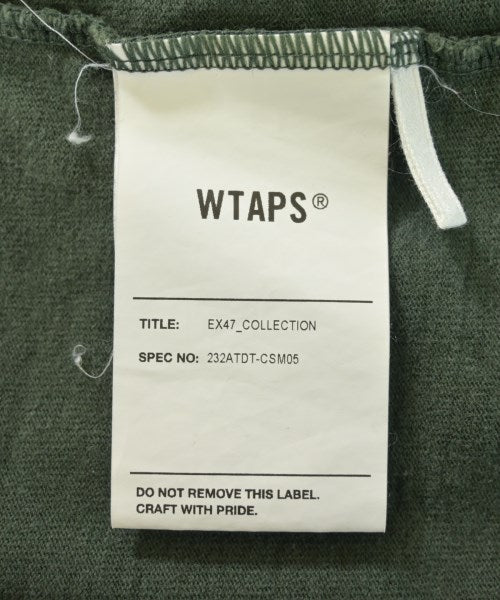 WTAPS®
TITLE: EX47_COLLECTION
SPEC NO: 232ATDT-CSM05
DO NOT REMOVE THIS LABEL.
CRAFT WITH PRIDE.